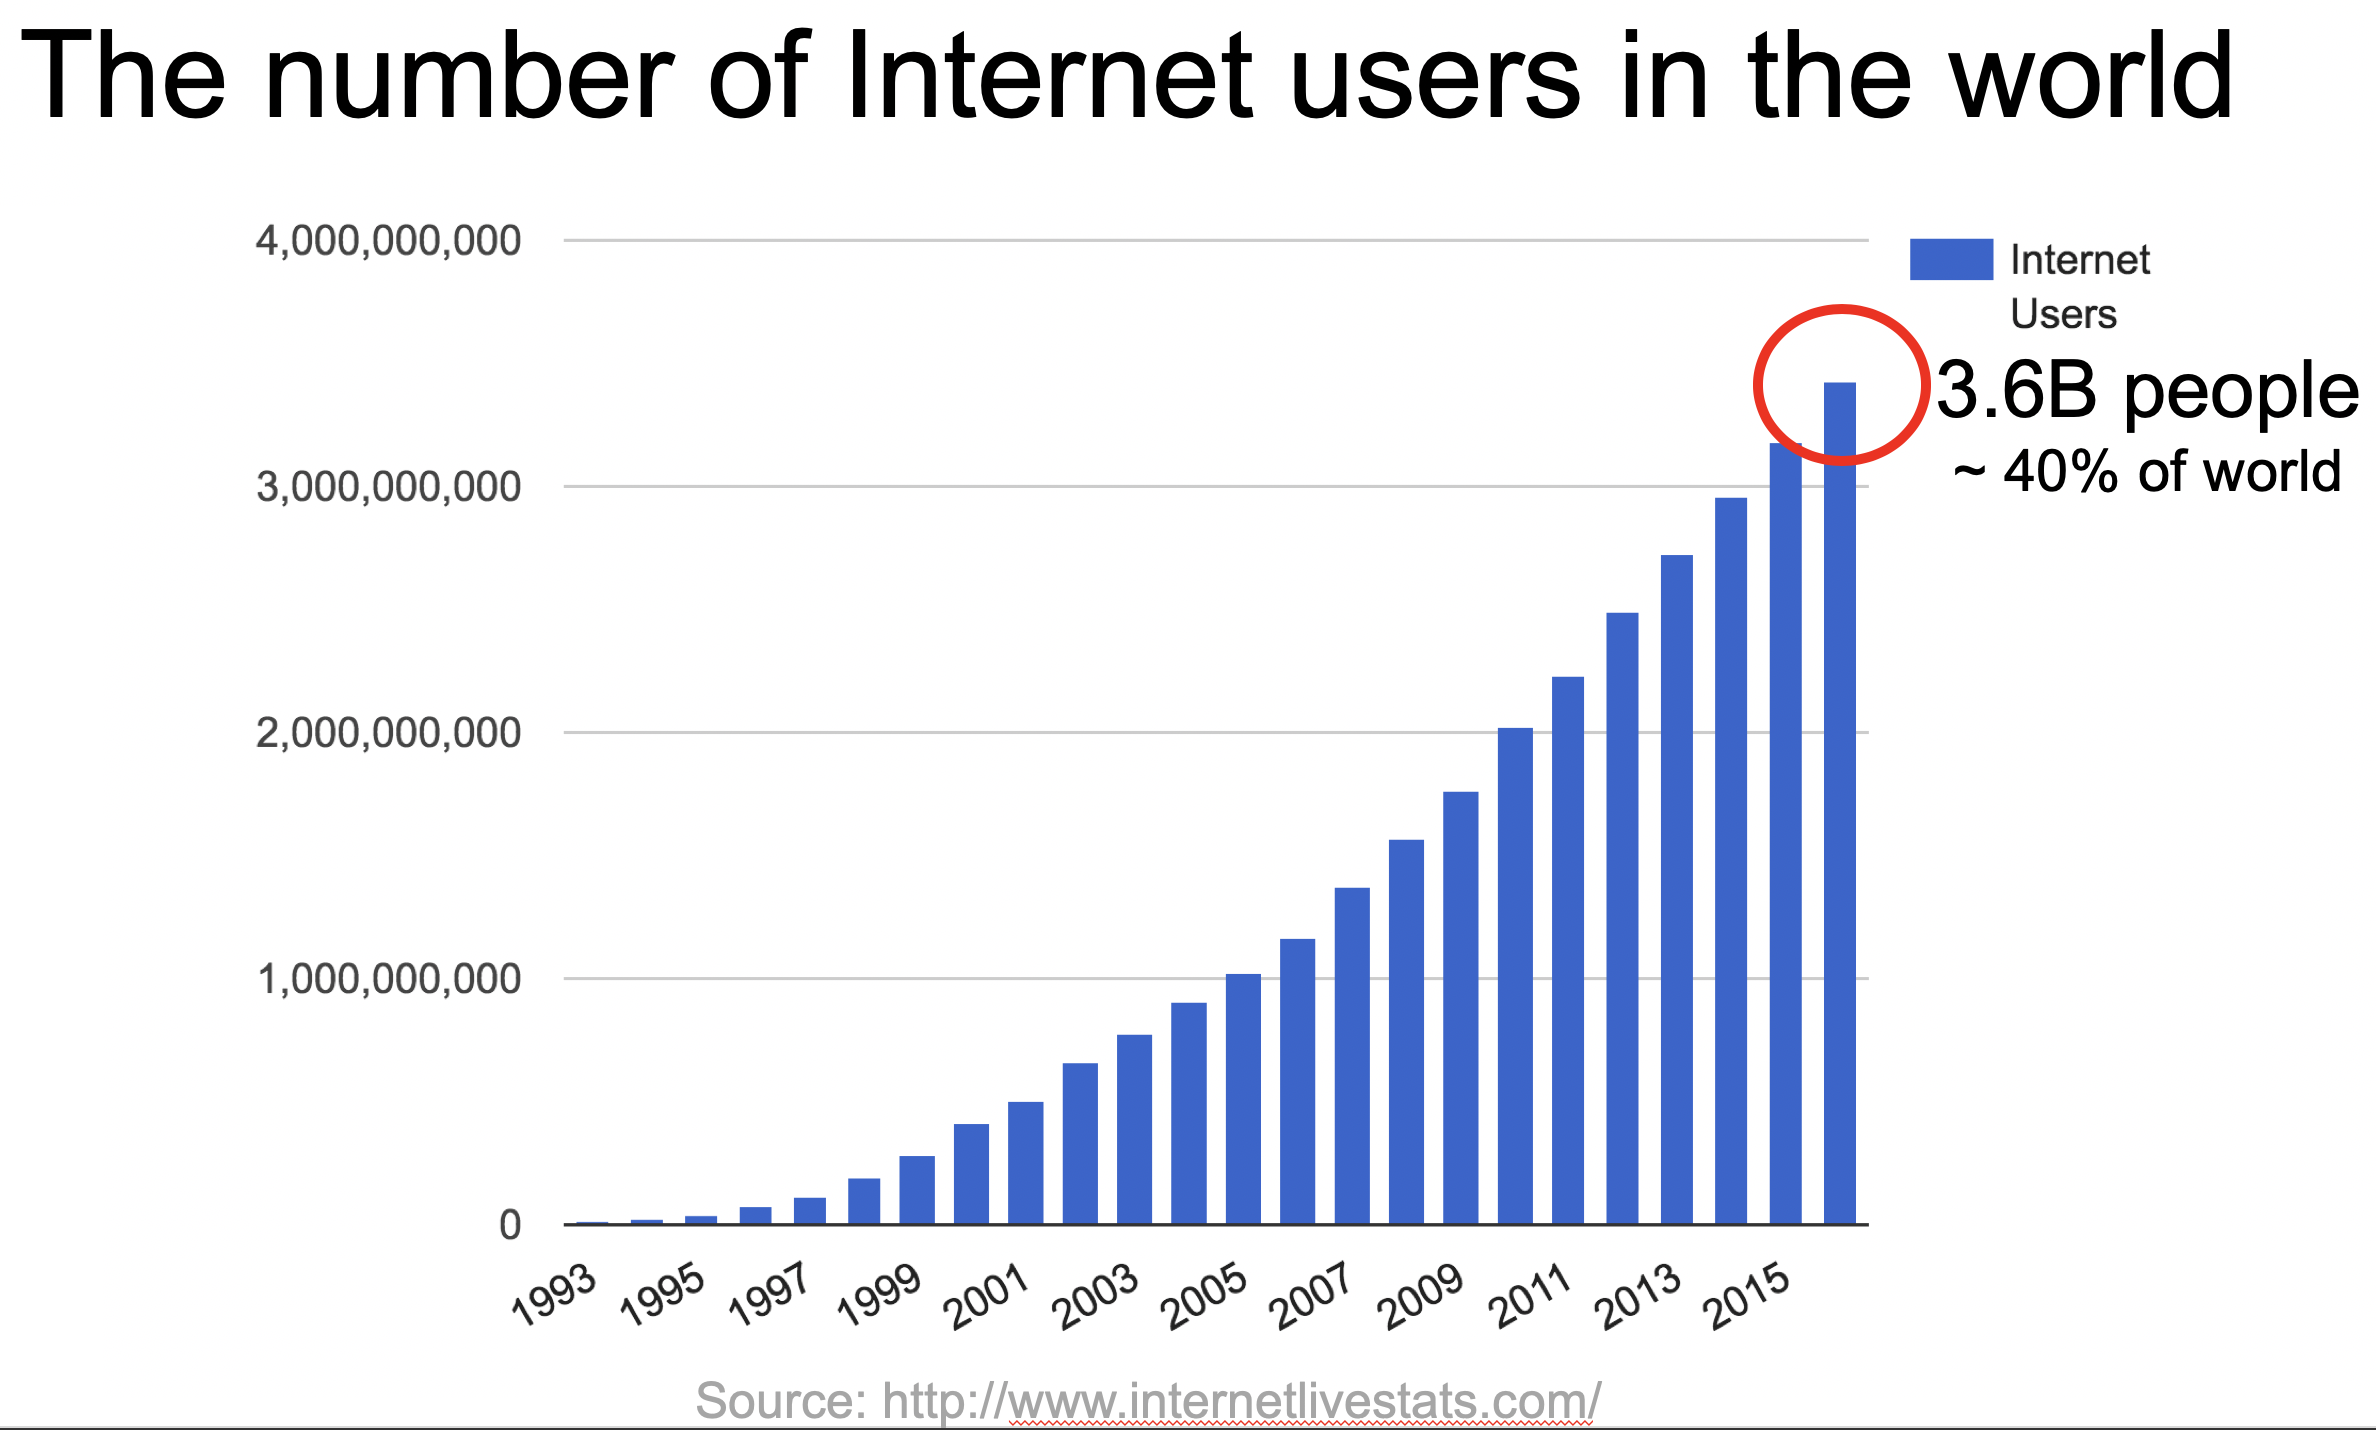 The number of Internet users in the world
4,000,000,000
3,000,000,000
2,000,000,000
1,000,000,000
0
Internet
Users
3.6B people
~ 40% of world
1993
1995
1997
1999
2001
2003
2005
2007
2009
2011
2013
2015
Source: http://www.internetlivestats.com/